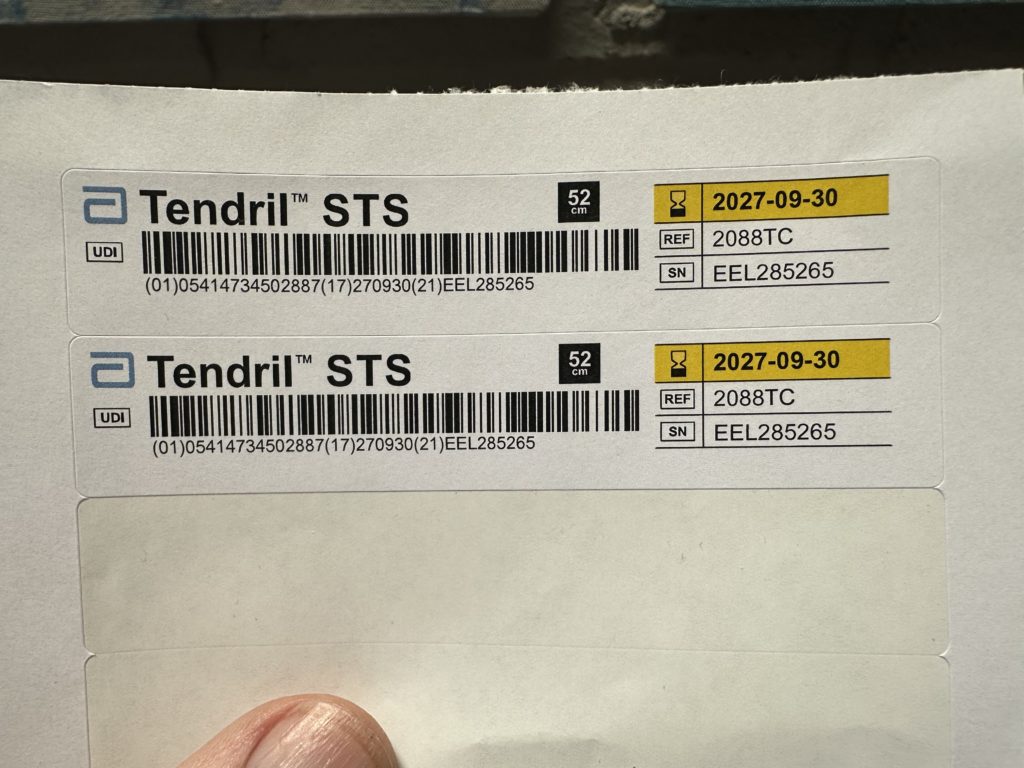 Tendril™ STS 52 cm 2027-09-30
UDI REF 2088TC
(01)05414734502887(17)270930(21)EEL285265 SN EEL285265
Tendril™ STS 52 cm 2027-09-30
UDI REF 2088TC
(01)05414734502887(17)270930(21)EEL285265 SN EEL285265